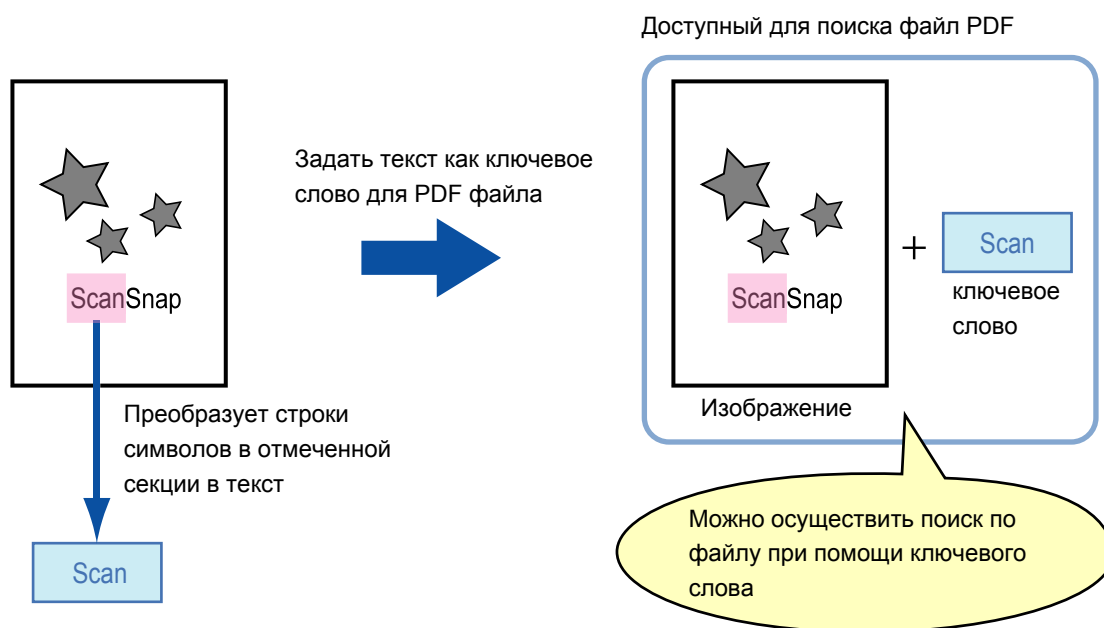 Доступный для поиска файл PDF
Задать текст как ключевое
слово для PDF файла
ScanSnap
Преобразует строки
символов в отмеченной
секции в текст
Scan
ScanSnap
Изображение
+
Scan
ключевое
слово
Можно осуществить поиск по
файлу при помощи ключевого
слова